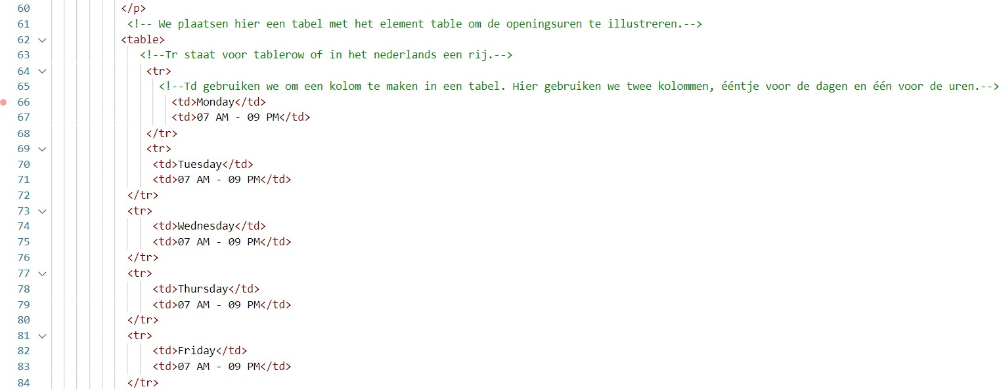 60 </p>
61 <!-- We plaatsen hier een tabel met het element table om de openingsuren te illustreren.-->
62 <table>
63 <!--Tr staat voor tablerow of in het nederlands een rij.-->
64 <tr>
65 <!--Td gebruiken we om een kolom te maken in een tabel. Hier gebruiken we twee kolommen, ééntje voor de dagen en één voor de uren.-->
66 <td>Monday</td>
67 <td>07 AM - 09 PM</td>
68 </tr>
69 <tr>
70 <td>Tuesday</td>
71 <td>07 AM - 09 PM</td>
72 </tr>
73 <tr>
74 <td>Wednesday</td>
75 <td>07 AM - 09 PM</td>
76 </tr>
77 <tr>
78 <td>Thursday</td>
79 <td>07 AM - 09 PM</td>
80 </tr>
81 <tr>
82 <td>Friday</td>
83 <td>07 AM - 09 PM</td>
84 </tr>